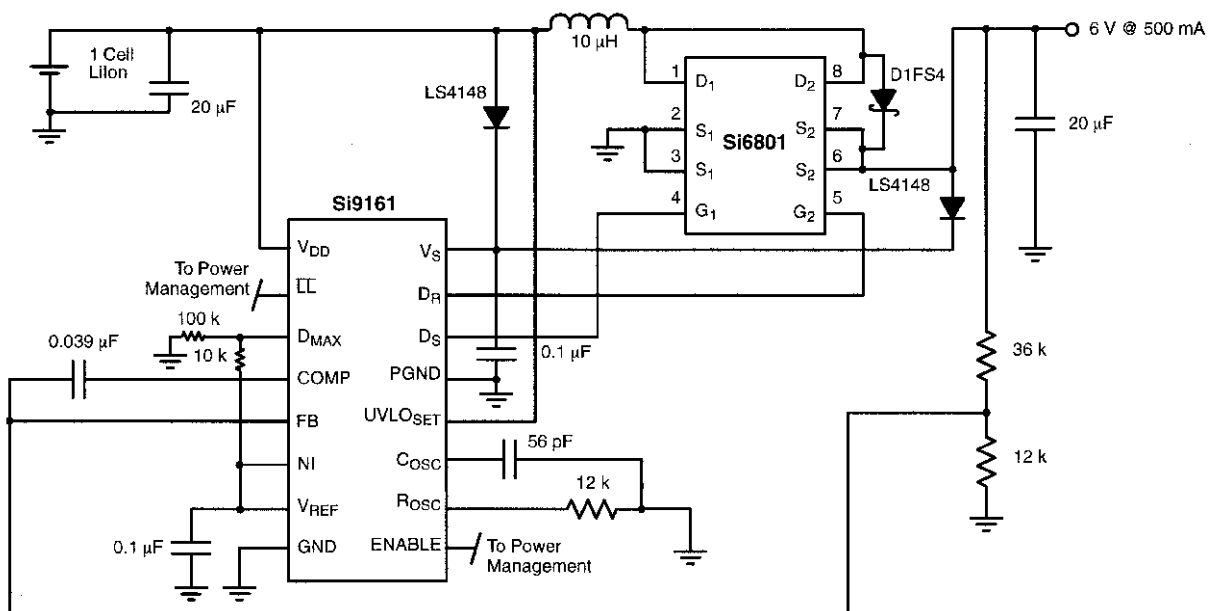 1 Cell
LiIon
20 µF
LS4148
10 µH
6 V @ 500 mA
D1FS4
20 µF
Si6801
1
D1
8
D2
2
S1
7
S2
3
S1
6
S2
4
G1
5
G2
LS4148
Si9161
VDD
VS
LL
DR
DMAX
DS
COMP
PGND
FB
UVLOSET
NI
COSC
VREF
ROSC
GND
ENABLE
To Power
Management
100 k
10 k
0.039 µF
0.1 µF
0.1 µF
56 pF
12 k
To Power
Management
36 k
12 k